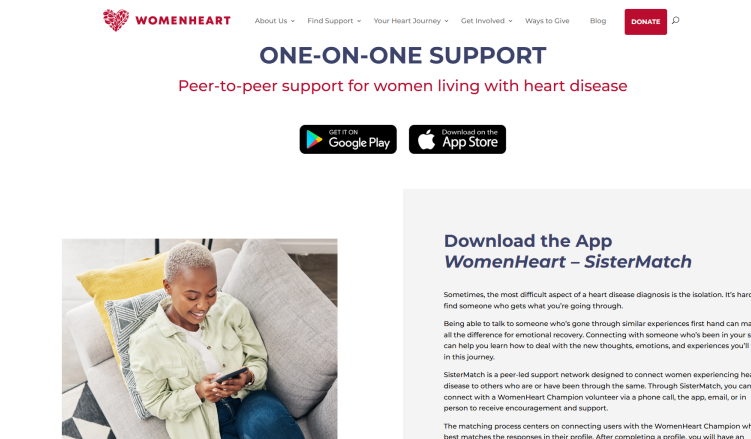 WOMENHEART
About Us
Find Support
Your Heart Journey
Get Involved
Ways to Give
Blog
DONATE
ONE-ON-ONE SUPPORT
Peer-to-peer support for women living with heart disease
GET IT ON
Google Play
Download on the
App Store
Download the App
WomenHeart – SisterMatch
Sometimes, the most difficult aspect of a heart disease diagnosis is the isolation. It's
find someone who gets what you're going through.
Being able to talk to someone who's gone through similar experiences first hand can
all the difference for emotional recovery. Connecting with someone who's been in your
can help you learn how to deal with the new thoughts, emotions, and experiences you'll
in this journey.
SisterMatch is a peer-led support network designed to connect women experiencing
disease to others who are or have been through the same. Through SisterMatch, you can
connect with a WomenHeart Champion volunteer via a phone call, the app, email, or in
person to receive encouragement and support.
The matching process centers on connecting users with the WomenHeart Champion
best matches the responses in their profile. After completing a profile, you will have an